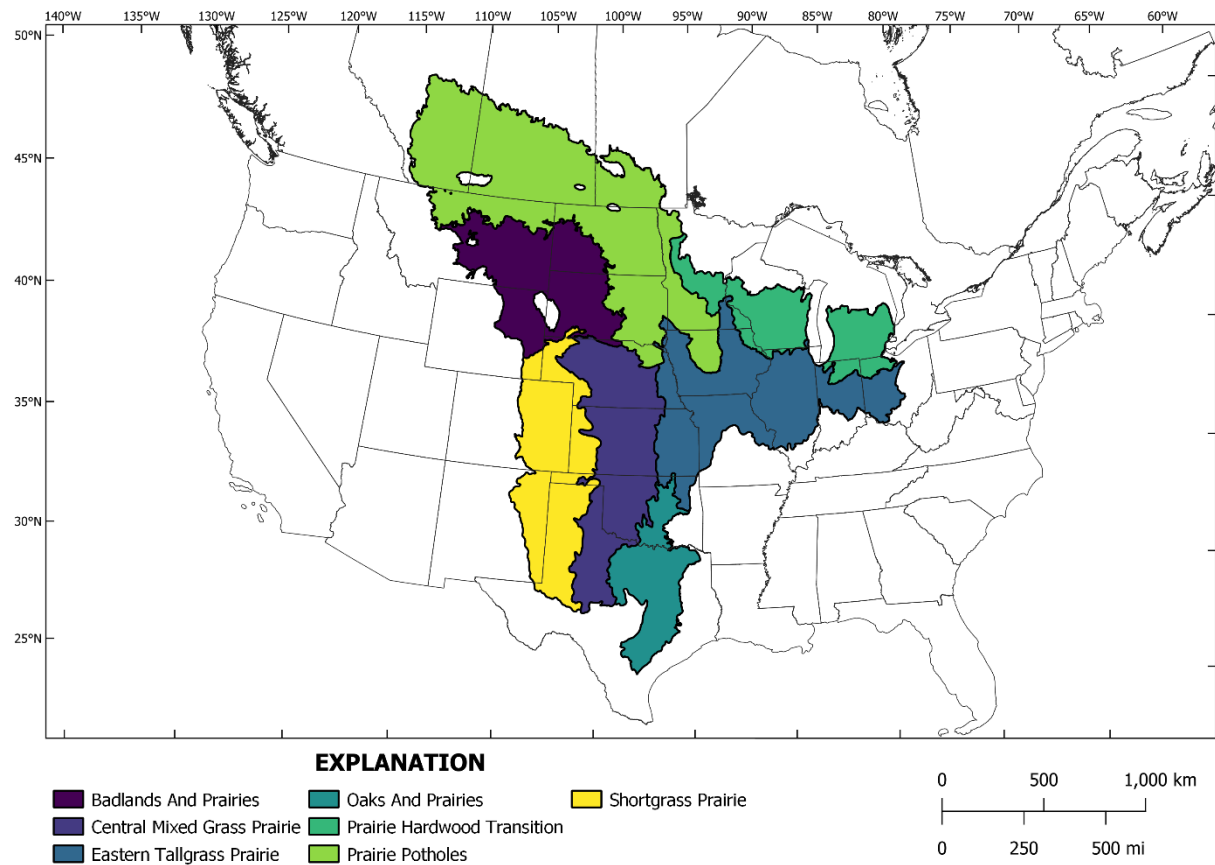 140°W 130°W 125°W 120°W 115°W 110°W 105°W 100°W 95°W 90°W 85°W 80°W 75°W 70°W 60°W
50°N
45°N
40°N
35°N
30°N
25°N
EXPLANATION
Badlands And Prairies Oaks And Prairies Shortgrass Prairie
Central Mixed Grass Prairie Prairie Hardwood Transition
Eastern Tallgrass Prairie Prairie Potholes
0 500 1,000 km
0 250 500 mi